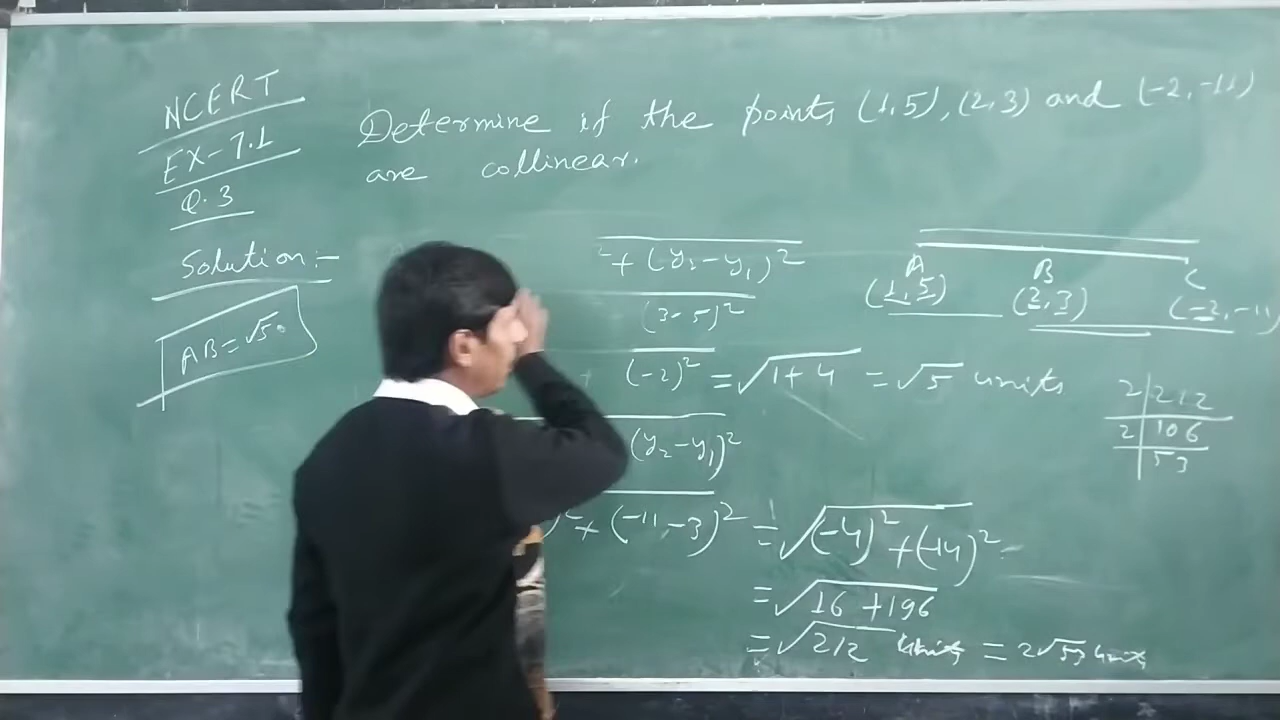 NCERT
EX-7.1
Q.3
Determine if the points (1,5), (2,3) and (-2,-11)
are collinear.
Solution:-
AB=√50
²+(y₂-y₁)²
(3-5)²
+ (-2)² = √1+4 = √5 units
(y₂-y₁)²
)²+(-11-3)² = √(-4)²+(-14)²
= √16+196
= √212 units = 2√53 units
A B C
(1,5) (2,3) (-2,-11)
2 | 212
2 | 106
53